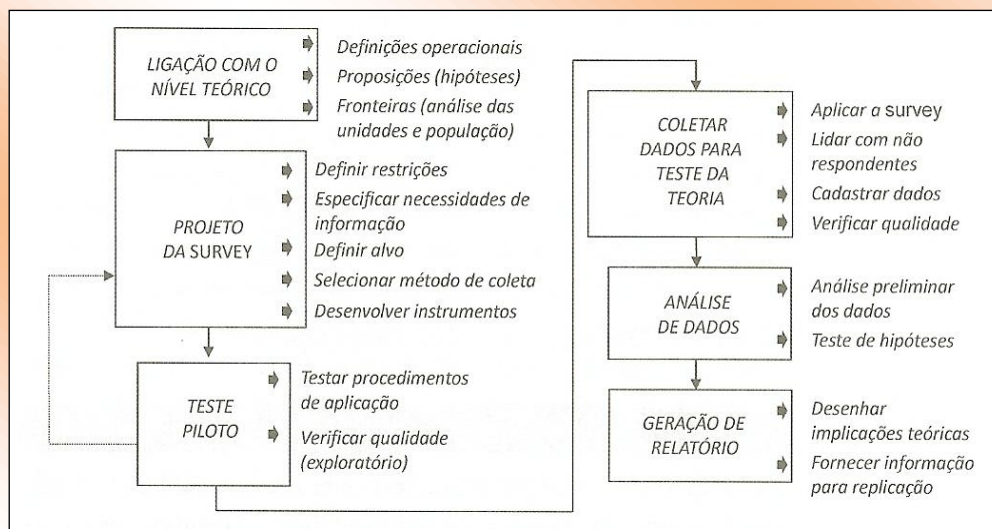 LIGAÇÃO COM O
NÍVEL TEÓRICO
Definições operacionais
Proposições (hipóteses)
Fronteiras (análise das
unidades e população)
PROJETO
DA SURVEY
Definir restrições
Especificar necessidades de
informação
Definir alvo
Selecionar método de coleta
Desenvolver instrumentos
TESTE
PILOTO
Testar procedimentos
de aplicação
Verificar qualidade
(exploratório)
COLETAR
DADOS PARA
TESTE DA
TEORIA
Aplicar a survey
Lidar com não
respondentes
Cadastrar dados
Verificar qualidade
ANÁLISE
DE DADOS
Análise preliminar
dos dados
Teste de hipóteses
GERAÇÃO DE
RELATÓRIO
Desenhar
implicações teóricas
Fornecer informação
para replicação